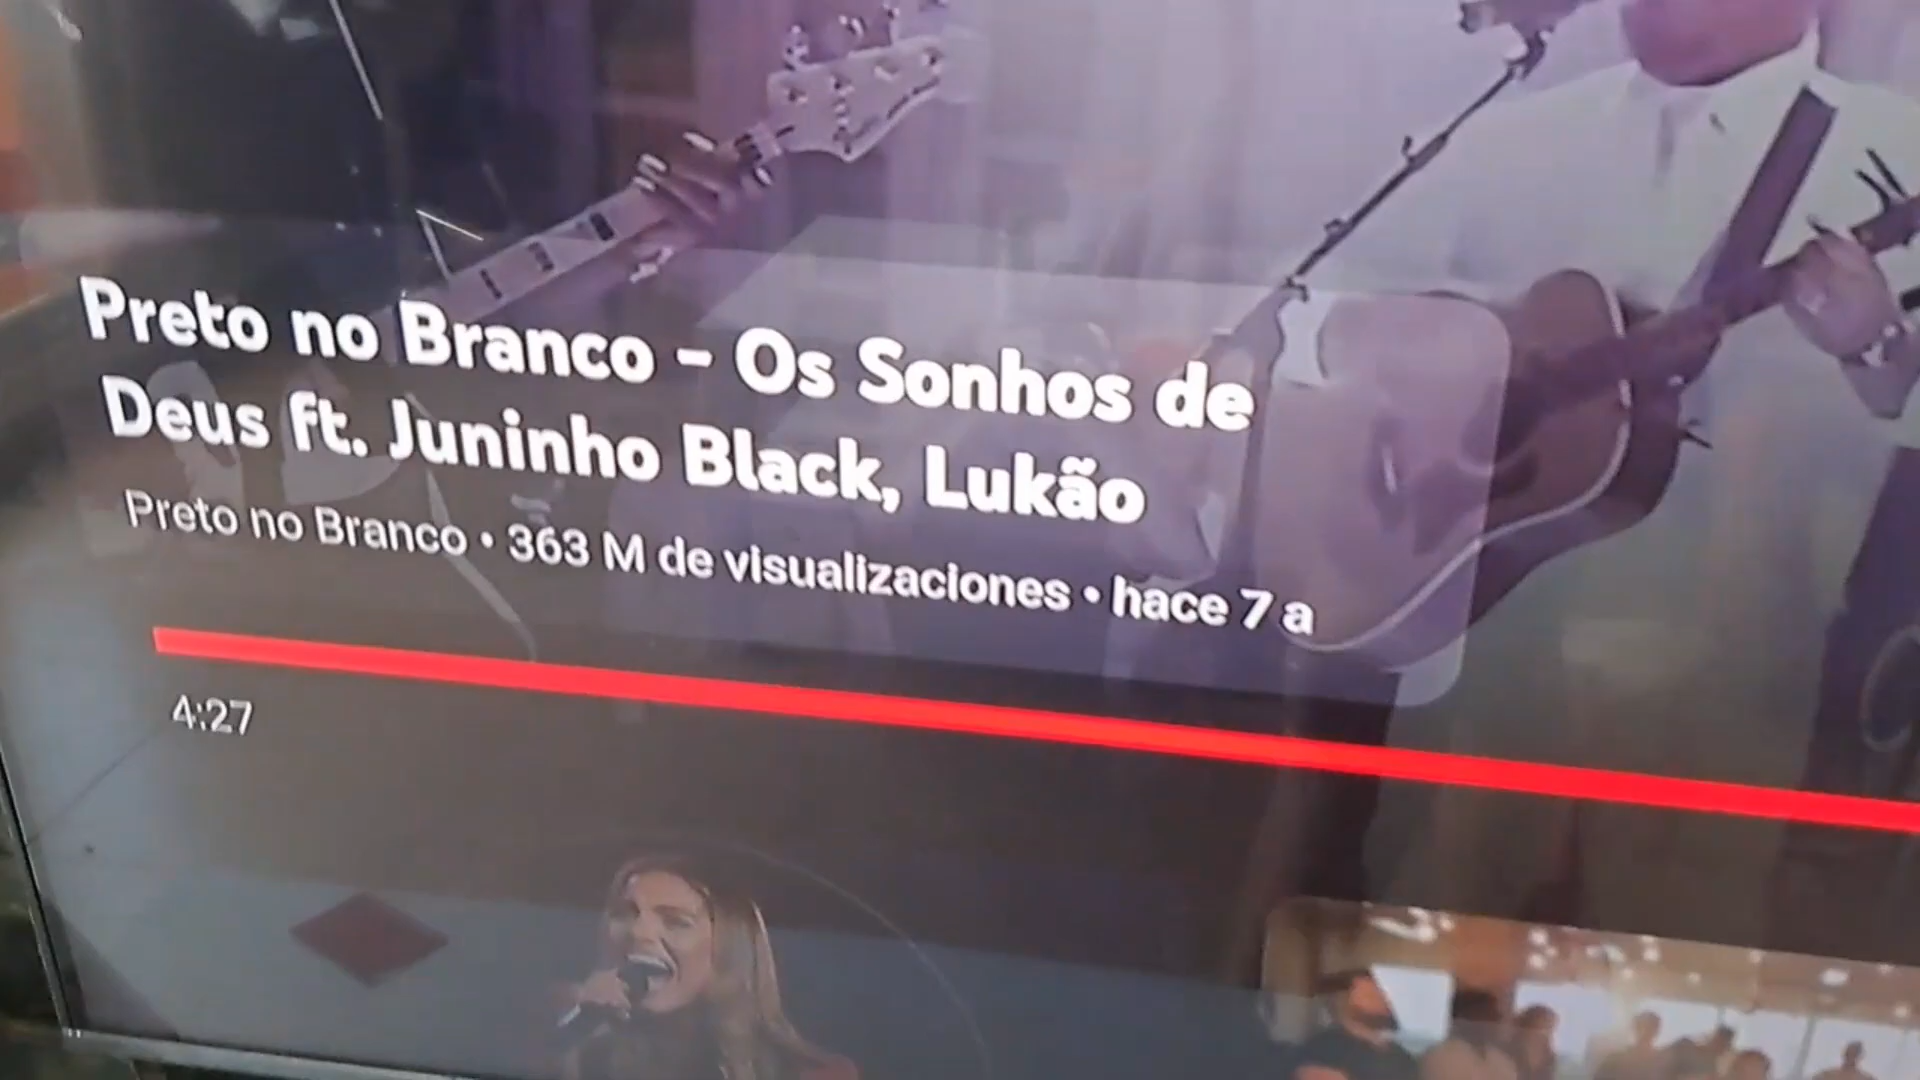 Preto no Branco - Os Sonhos de
Deus ft. Juninho Black, Lukão
Preto no Branco • 363 M de visualizaciones • hace 7 a
4:27